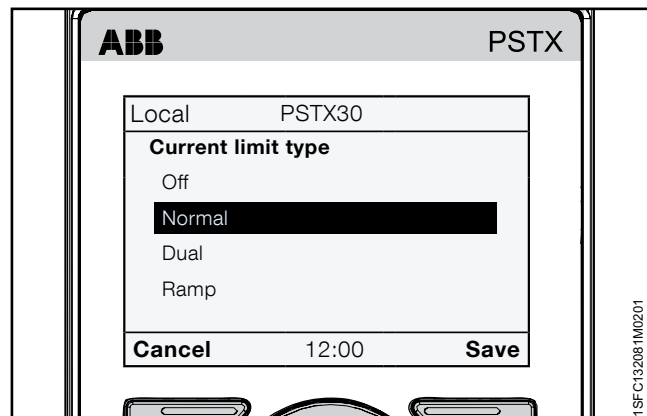 ABB PSTX
Local PSTX30
Current limit type
Off
Normal
Dual
Ramp
Cancel 12:00 Save
1SFC132081M0201